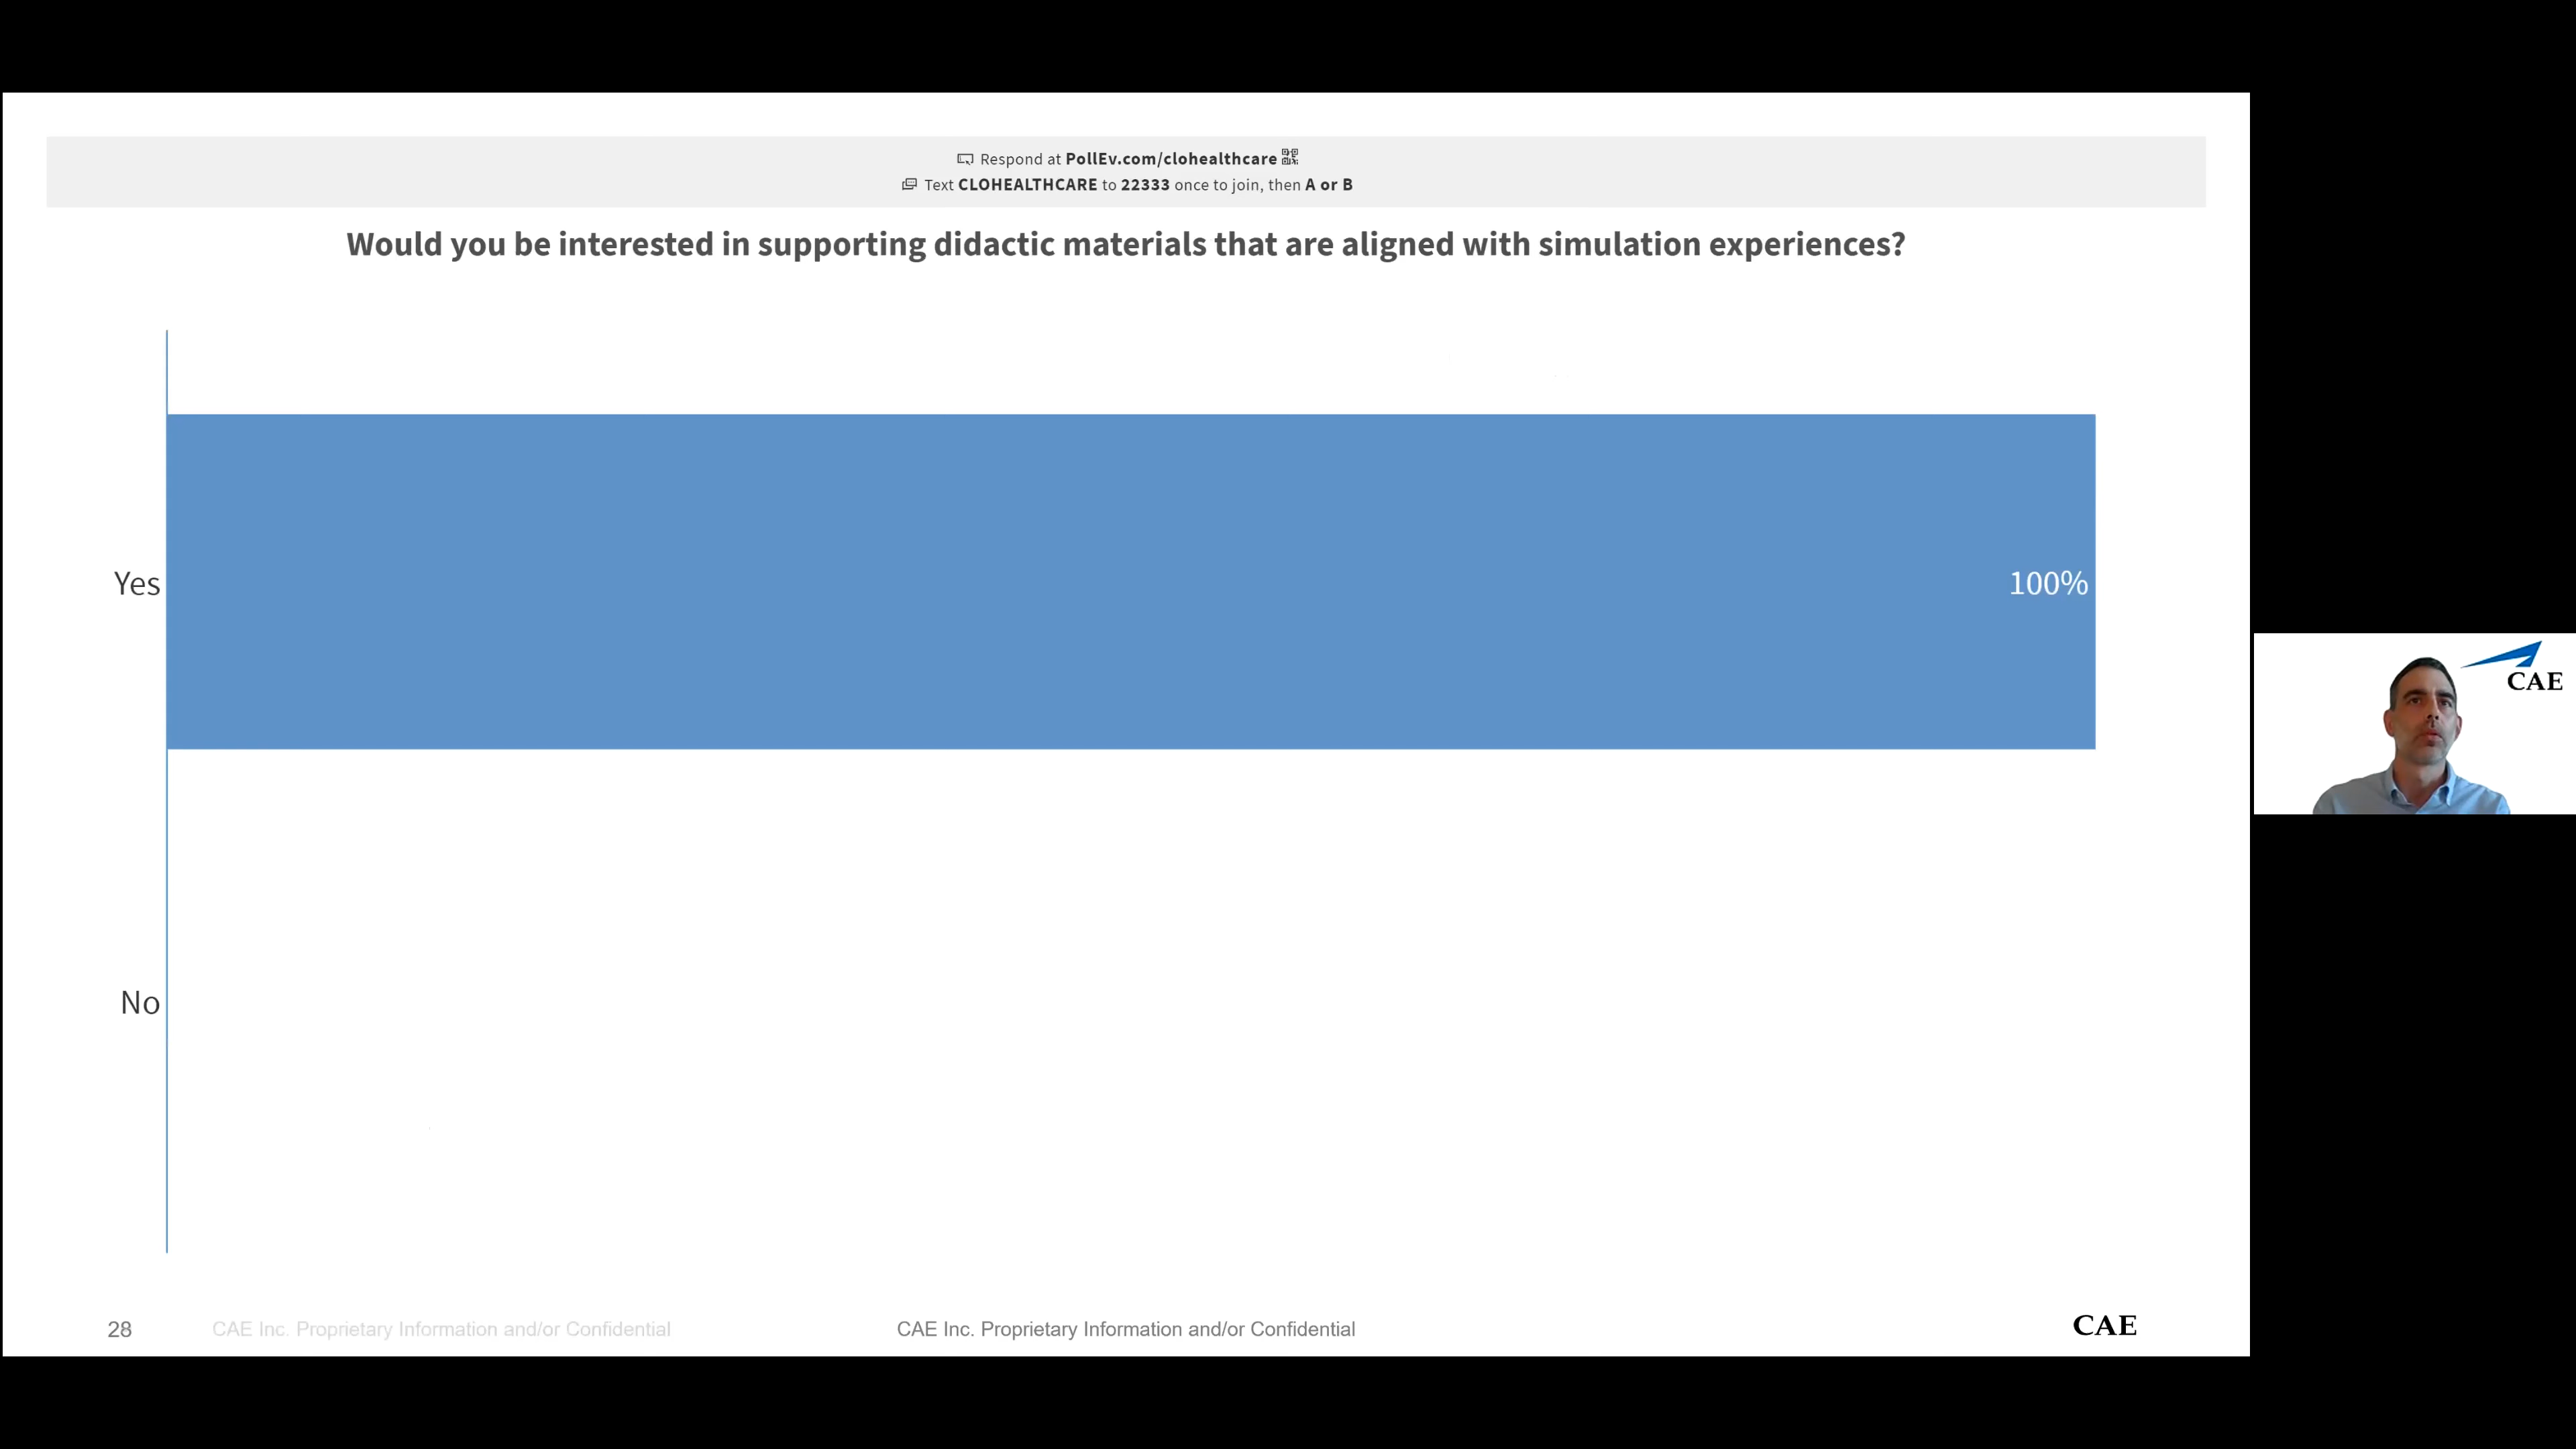 Respond at PollEv.com/clohealthcare
Text CLOHEALTHCARE to 22333 once to join, then A or B
Would you be interested in supporting didactic materials that are aligned with simulation experiences?
Yes
100%
CAE
No
28
CAE Inc. Proprietary Information and/or Confidential
CAE Inc. Proprietary Information and/or Confidential
CAE